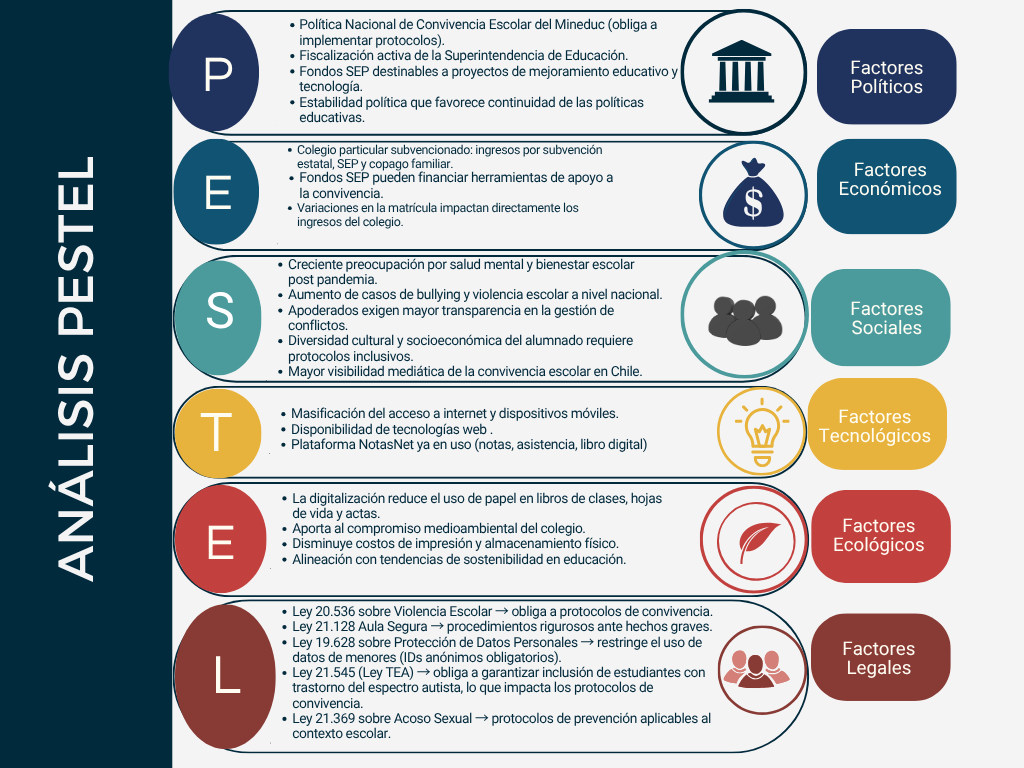 ANÁLISIS PESTEL
P
• Política Nacional de Convivencia Escolar del Mineduc (obliga a
implementar protocolos).
• Fiscalización activa de la Superintendencia de Educación.
• Fondos SEP destinables a proyectos de mejoramiento educativo y
tecnología.
• Estabilidad política que favorece continuidad de las políticas
educativas.
Factores
Políticos
E
• Colegio particular subvencionado: ingresos por subvención
estatal, SEP y copago familiar.
• Fondos SEP pueden financiar herramientas de apoyo a
la convivencia.
• Variaciones en la matrícula impactan directamente los
ingresos del colegio.
$
Factores
Económicos
S
• Creciente preocupación por salud mental y bienestar escolar
post pandemia.
• Aumento de casos de bullying y violencia escolar a nivel nacional.
• Apoderados exigen mayor transparencia en la gestión de
conflictos.
• Diversidad cultural y socioeconómica del alumnado requiere
protocolos inclusivos.
• Mayor visibilidad mediática de la convivencia escolar en Chile.
Factores
Sociales
T
• Masificación del acceso a internet y dispositivos móviles.
• Disponibilidad de tecnologías web .
• Plataforma NotasNet ya en uso (notas, asistencia, libro digital)
Factores
Tecnológicos
E
• La digitalización reduce el uso de papel en libros de clases, hojas
de vida y actas.
• Aporta al compromiso medioambiental del colegio.
• Disminuye costos de impresión y almacenamiento físico.
• Alineación con tendencias de sostenibilidad en educación.
Factores
Ecológicos
L
• Ley 20.536 sobre Violencia Escolar → obliga a protocolos de convivencia.
• Ley 21.128 Aula Segura → procedimientos rigurosos ante hechos graves.
• Ley 19.628 sobre Protección de Datos Personales → restringe el uso de
datos de menores (IDs anónimos obligatorios).
• Ley 21.545 (Ley TEA) → obliga a garantizar inclusión de estudiantes con
trastorno del espectro autista, lo que impacta los protocolos de
convivencia.
• Ley 21.369 sobre Acoso Sexual → protocolos de prevención aplicables al
contexto escolar.
Factores
Legales